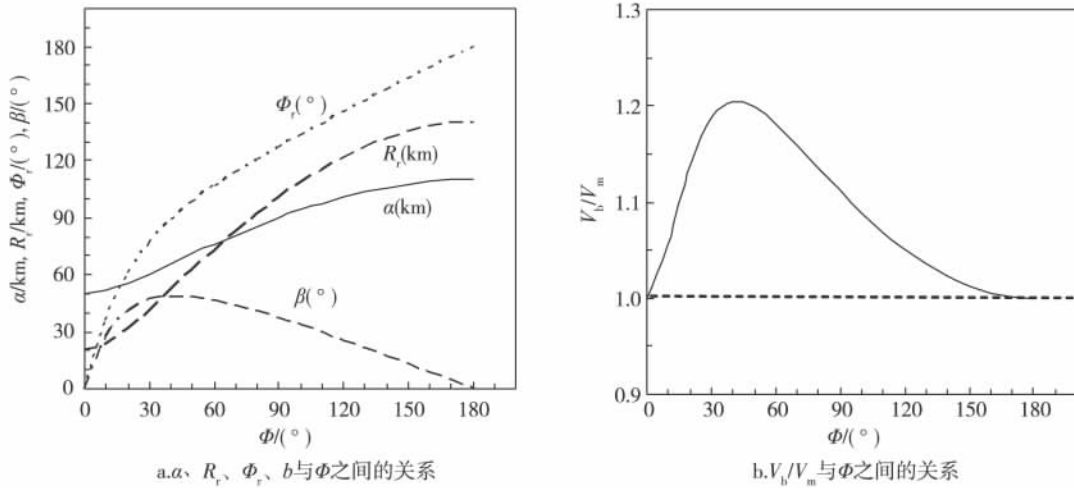 α/km, R_r/km, Φ_r/(°), β/(°)
180
150
120
90
60
30
0
Φ_r(°)
R_r(km)
α(km)
β(°)
0 30 60 90 120 150 180
Φ/(°)
a.α、R_r、Φ_r、b与Φ之间的关系
V_b/V_m
1.3
1.2
1.1
1.0
0.9
0 30 60 90 120 150 180
Φ/(°)
b.V_b/V_m与Φ之间的关系